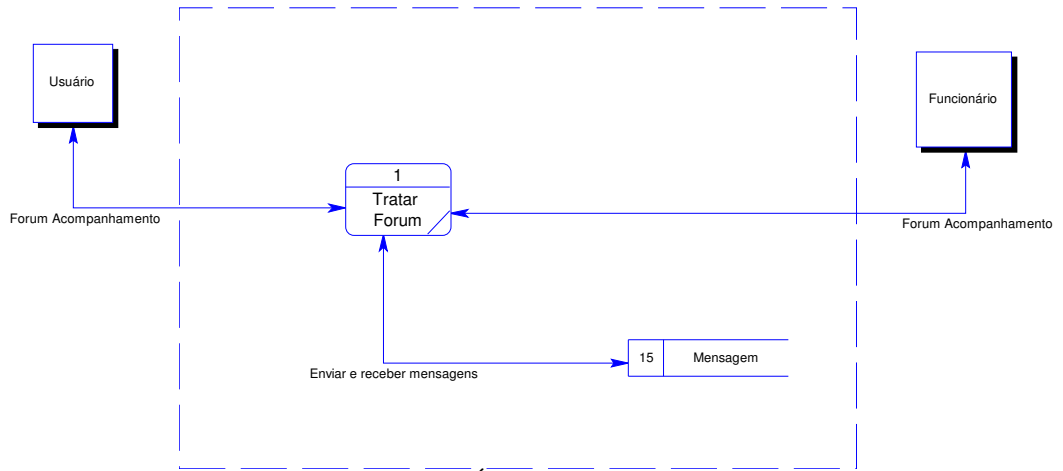 Usuário
Funcionário
1
Tratar
Forum
Forum Acompanhamento
Forum Acompanhamento
15
Mensagem
Enviar e receber mensagens